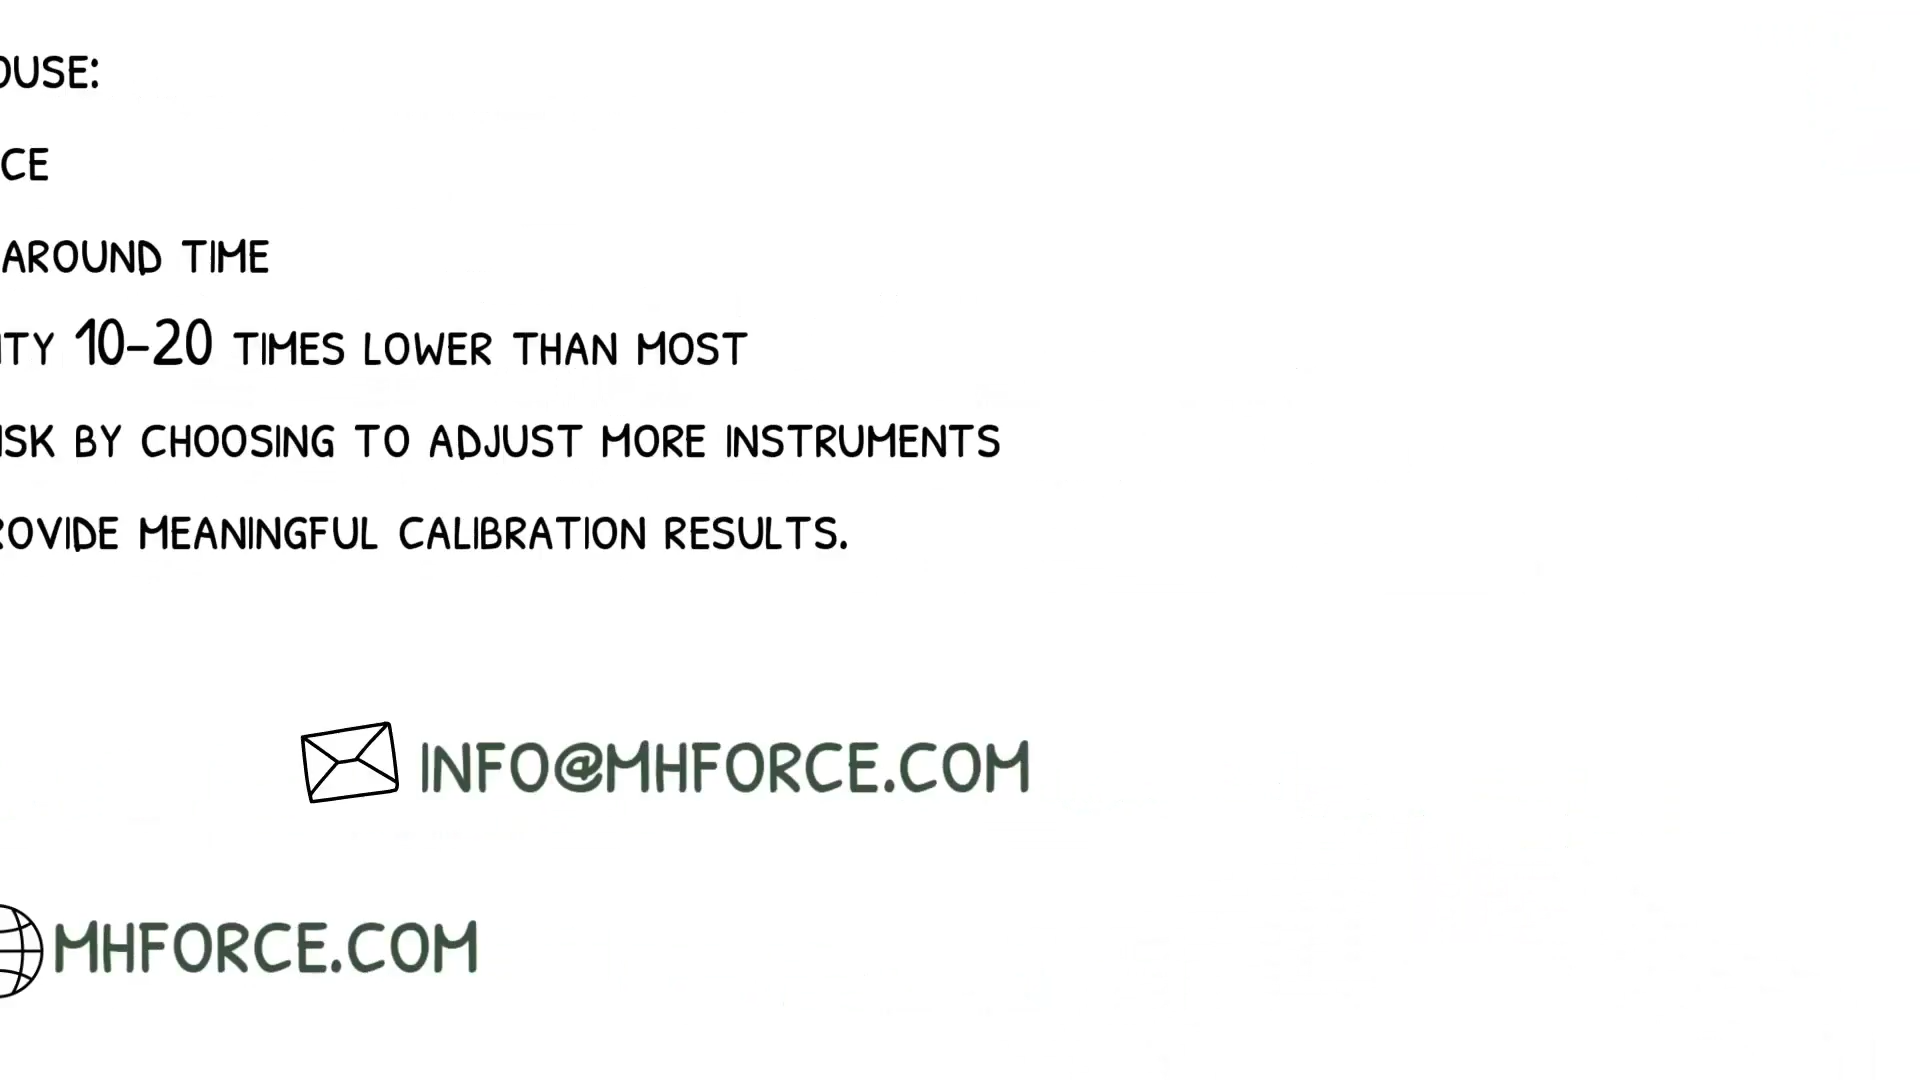 OUSE:
CE
AROUND TIME
ITY 10-20 TIMES LOWER THAN MOST
ISK BY CHOOSING TO ADJUST MORE INSTRUMENTS
ROVIDE MEANINGFUL CALIBRATION RESULTS.
INFO@MHFORCE.COM
MHFORCE.COM